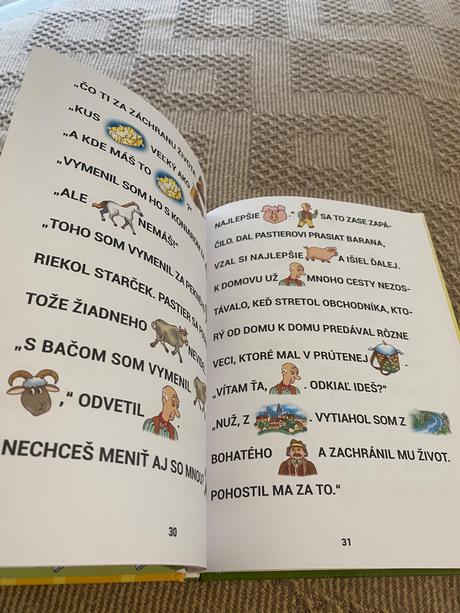 „ČO TI ZA ZÁCHRANU ŽIVOTA
„KUS VEĽKÝ AKO
„A KDE MÁŠ TO ?“
„VYMENIL SOM HO S
„ALE NEMÁŠ!“
„TOHO SOM VYMENIL ZA
RIEKOL STARČEK. PASTIER SA
TOŽE ŽIADNEHO
„S BAČOM SOM VYMENIL
,“ ODVETIL
NECHCEŠ MENIŤ AJ SO MNOU?
30
NAJLEPŠIE . SA TO ZASE ZAPÁ-
ČILO. DAL PASTIEROVI PRASIAT BARANA,
VZAL SI NAJLEPŠIE A IŠIEL ĎALEJ.
K DOMOVU UŽ MNOHO CESTY NEZOS-
TÁVALO, KEĎ STRETOL OBCHODNÍKA, KTO-
RÝ OD DOMU K DOMU PREDÁVAL RÔZNE
VECI, KTORÉ MAL V PRÚTENEJ .
„VÍTAM ŤA, . ODKIAĽ IDEŠ?“
„NUŽ, Z . VYTIAHOL SOM Z
BOHATÉHO A ZACHRÁNIL MU ŽIVOT.
POHOSTIL MA ZA TO.“
31